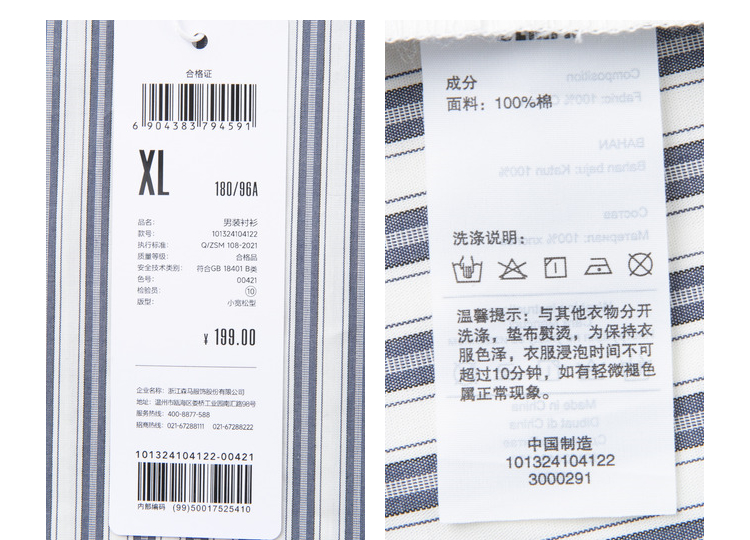 合格证
6 904383 794591
XL
180/96A
品名: 男装衬衫
款号: 101324104122
执行标准: Q/ZSM 108-2021
质量等级: 合格品
安全技术类别: 符合GB 18401 B类
色号: 00421
检验员: 10
版型: 小宽松型
¥ 199.00
企业名称: 浙江森马服饰股份有限公司
地址: 温州市瓯海区娄桥工业园南汇路98号
服务热线: 400-8877-588
招商热线: 021-67288111 021-67288222
101324104122-00421
内部编码 (99)50017525410
成分
面料：100%棉
Composition
Fabric: 100% Co
BAHAN
Bahan baju: Katun 100%
Состав
Материал: 100% хлоп
洗涤说明：
温馨提示：与其他衣物分开
洗涤，垫布熨烫，为保持衣
服色泽，衣服浸泡时间不可
超过10分钟，如有轻微褪色
属正常现象。
Made in China
Dibuat di China
中国制造
101324104122
3000291